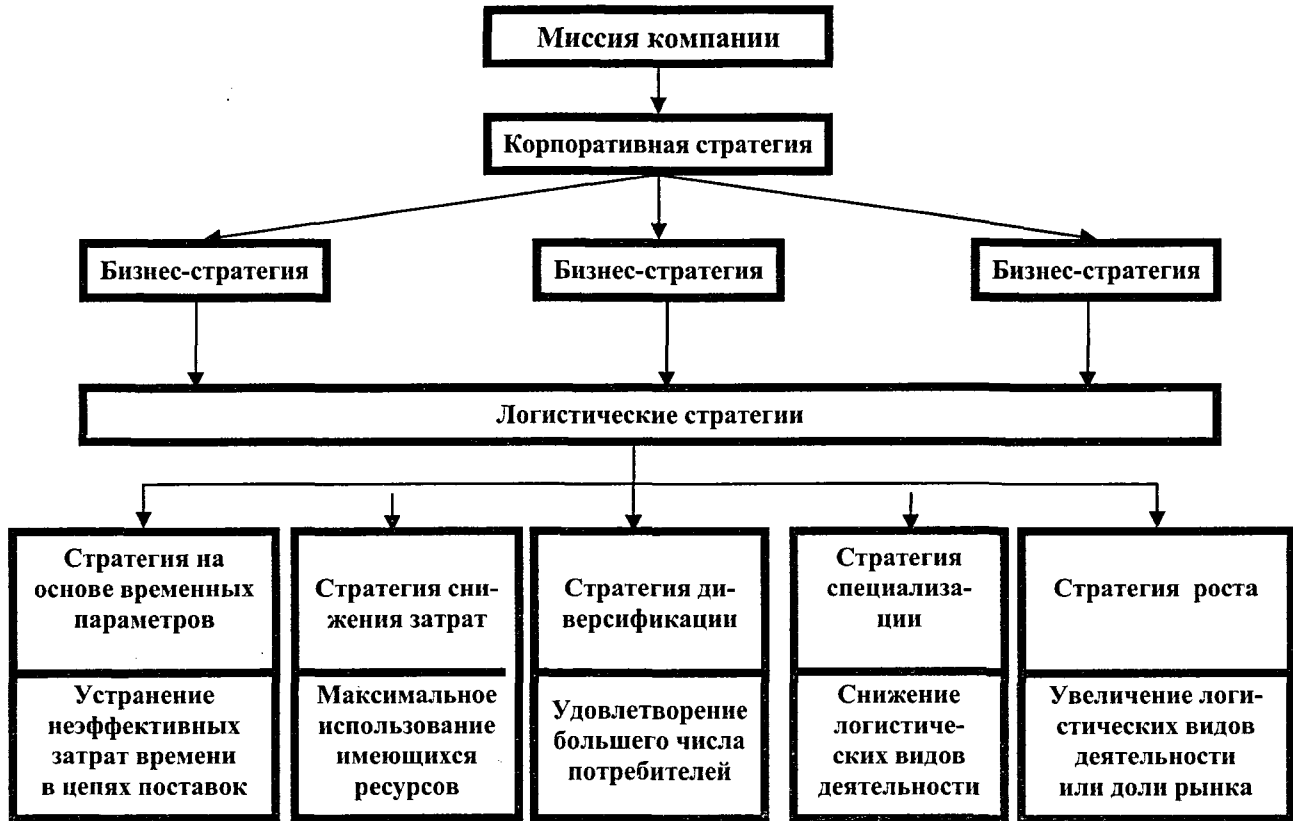 Миссия компании
Корпоративная стратегия
Бизнес-стратегия
Бизнес-стратегия
Бизнес-стратегия
Логистические стратегии
Стратегия на
основе временных
параметров
Стратегия сни-
жения затрат
Стратегия ди-
версификации
Стратегия
специализа-
ции
Стратегия роста
Устранение
неэффективных
затрат времени
в цепях поставок
Максимальное
использование
имеющихся
ресурсов
Удовлетворение
большего числа
потребителей
Снижение
логистиче-
ских видов
деятельности
Увеличение логи-
стических видов
деятельности
или доли рынка